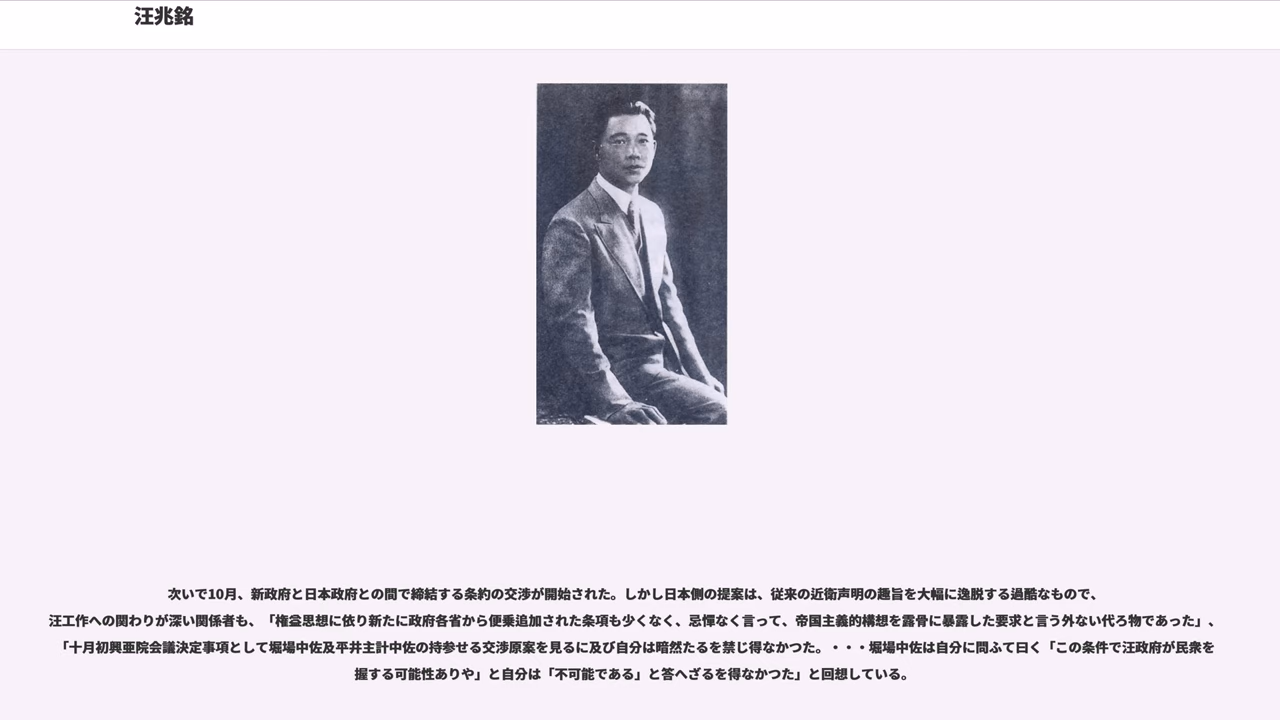 汪兆銘
次いで10月、新政府と日本政府との間で締結する条約の交渉が開始された。しかし日本側の提案は、従来の近衛声明の趣旨を大幅に逸脱する過酷なもので、
汪工作への関わりが深い関係者も、「権益思想に依り新たに政府各省から便乗追加された条項も少くなく、忌憚なく言って、帝国主義的構想を露骨に暴露した要求と言う外ない代ろ物であった」、
「十月初興亜院会議決定事項として堀場中佐及平井主計中佐の持参せる交渉原案を見るに及び自分は暗然たるを禁じ得なかつた。・・・堀場中佐は自分に問ふて曰く「この条件で汪政府が民衆を
握する可能性ありや」と自分は「不可能である」と答へざるを得なかつた」と回想している。